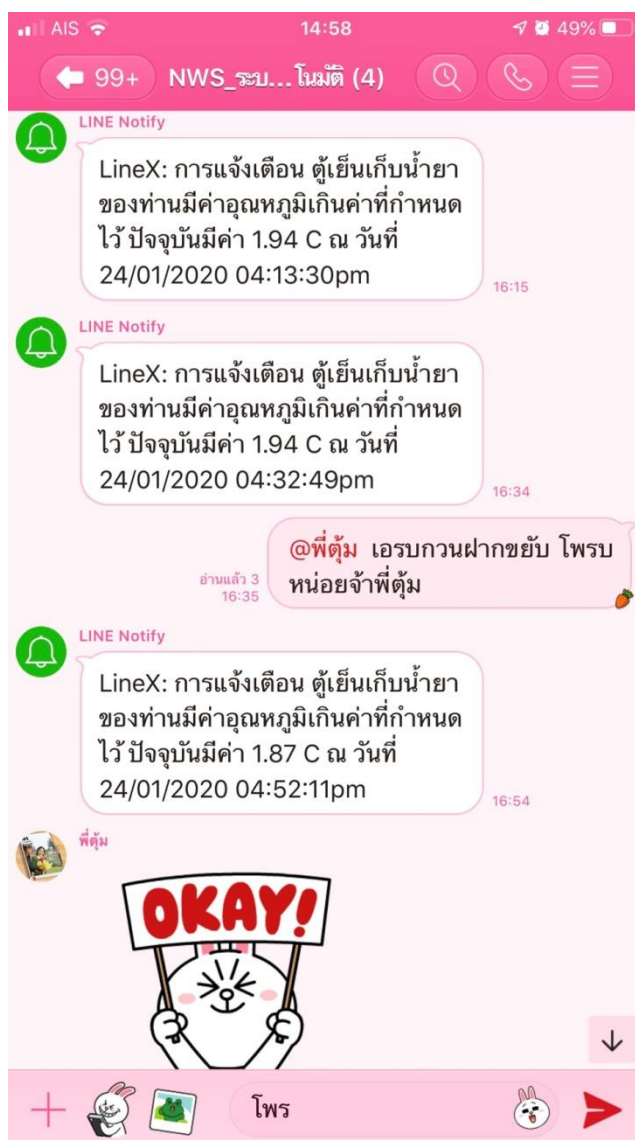 AIS
14:58
49%
99+
NWS_ระบ...โนมัติ (4)
LINE Notify
LineX: การแจ้งเตือน ตู้เย็นเก็บน้ำยา
ของท่านมีค่าอุณหภูมิเกินค่าที่กำหนด
ไว้ ปัจจุบันมีค่า 1.94 C ณ วันที่
24/01/2020 04:13:30pm
16:15
LINE Notify
LineX: การแจ้งเตือน ตู้เย็นเก็บน้ำยา
ของท่านมีค่าอุณหภูมิเกินค่าที่กำหนด
ไว้ ปัจจุบันมีค่า 1.94 C ณ วันที่
24/01/2020 04:32:49pm
16:34
@พี่ตุ้ม เอรบกวนฝากขยับ โพรบ
หน่อยจ้าพี่ตุ้ม
อ่านแล้ว 3
16:35
LINE Notify
LineX: การแจ้งเตือน ตู้เย็นเก็บน้ำยา
ของท่านมีค่าอุณหภูมิเกินค่าที่กำหนด
ไว้ ปัจจุบันมีค่า 1.87 C ณ วันที่
24/01/2020 04:52:11pm
16:54
พี่ตุ้ม
OKAY!
โพร